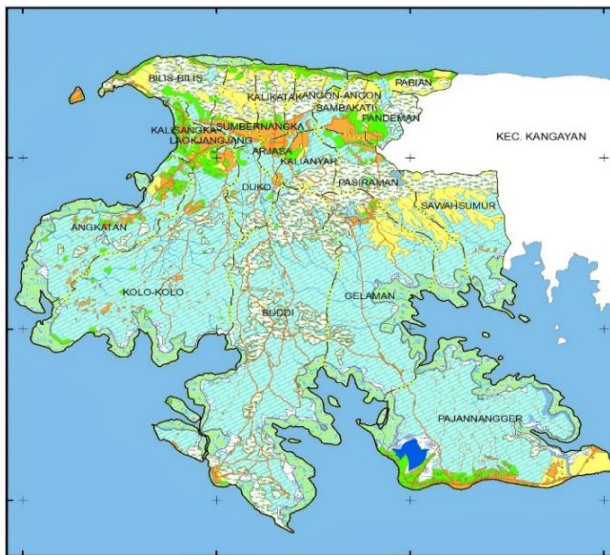 BILIS-BILIS
PABIAN
KALIKATAK
ANGON-ANGON
SAMBAKATI
PANDEMAN
KALISANGKA
SUMBERNANGKA
LAOKJANGJANG
ARJASA
KALIANYAR
KEC. KANGAYAN
DUKO
PASIRAMAN
SAWAHSUMUR
ANGKATAN
KOLO-KOLO
GELAMAN
BUDDI
PAJANNANGGER